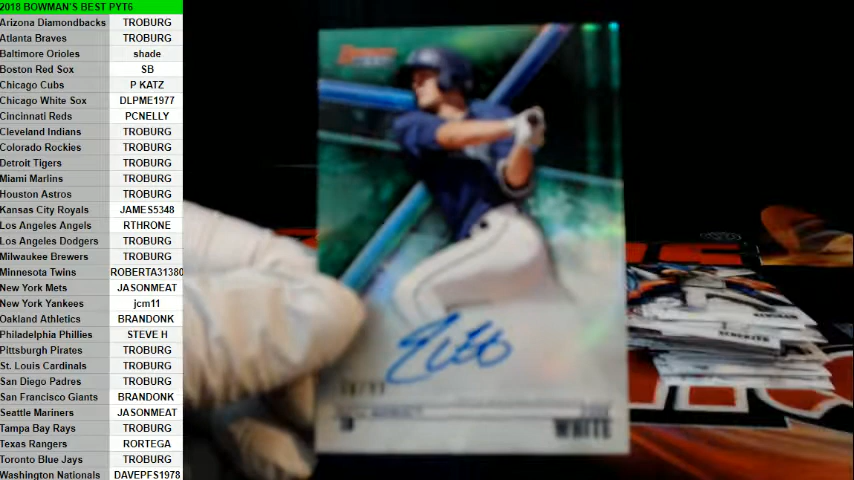 2018 BOWMAN'S BEST PYT6
Arizona Diamondbacks TROBURG
Atlanta Braves TROBURG
Baltimore Orioles shade
Boston Red Sox SB
Chicago Cubs P KATZ
Chicago White Sox DLPME1977
Cincinnati Reds PCNELLY
Cleveland Indians TROBURG
Colorado Rockies TROBURG
Detroit Tigers TROBURG
Miami Marlins TROBURG
Houston Astros TROBURG
Kansas City Royals JAMES5348
Los Angeles Angels RTHRONE
Los Angeles Dodgers TROBURG
Milwaukee Brewers TROBURG
Minnesota Twins ROBERTA31380
New York Mets JASONMEAT
New York Yankees jcm11
Oakland Athletics BRANDONK
Philadelphia Phillies STEVE H
Pittsburgh Pirates TROBURG
St. Louis Cardinals TROBURG
San Diego Padres TROBURG
San Francisco Giants BRANDONK
Seattle Mariners JASONMEAT
Tampa Bay Rays TROBURG
Texas Rangers RORTEGA
Toronto Blue Jays TROBURG
Washington Nationals DAVEPFS1978
WHITE